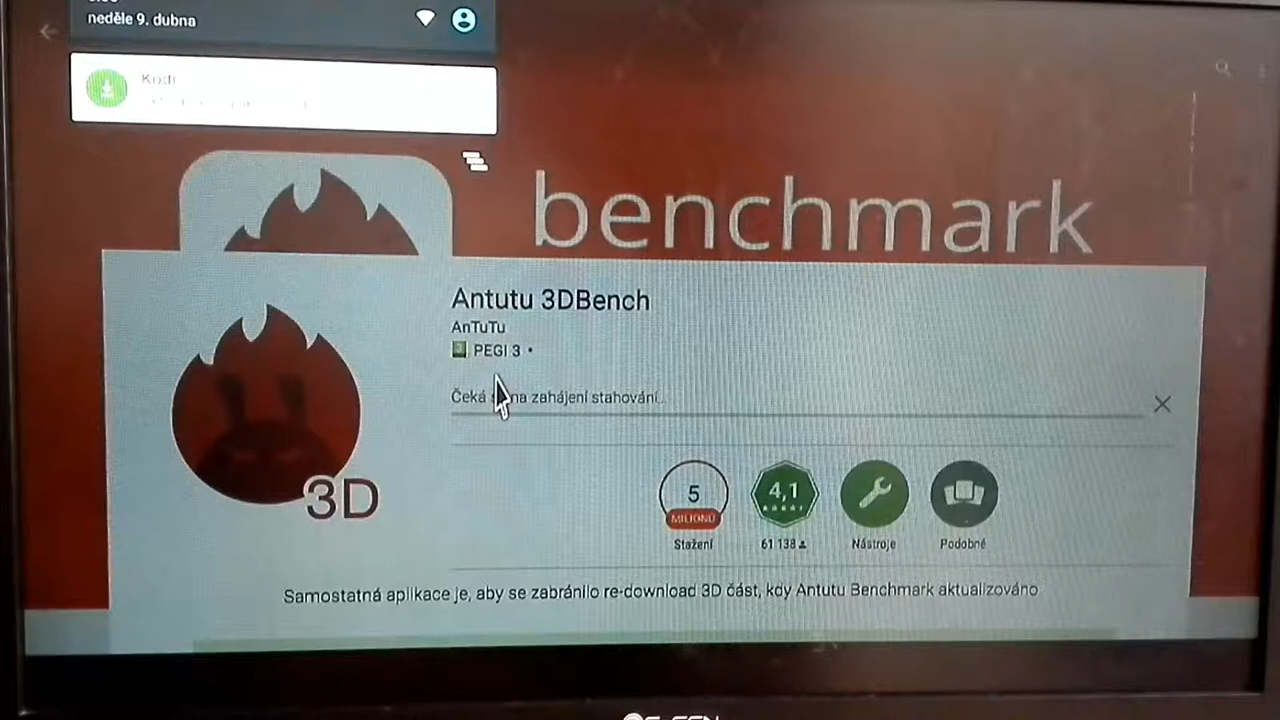 neděle 9. dubna
Kodi
benchmark
Antutu 3DBench
AnTuTu
PEGI 3 •
Čeká na zahájení stahování...
3D
5
MILIONŮ
Stažení
4,1
61 138
Nástroje
Podobné
Samostatná aplikace je, aby se zabránilo re-download 3D část, kdy Antutu Benchmark aktualizováno